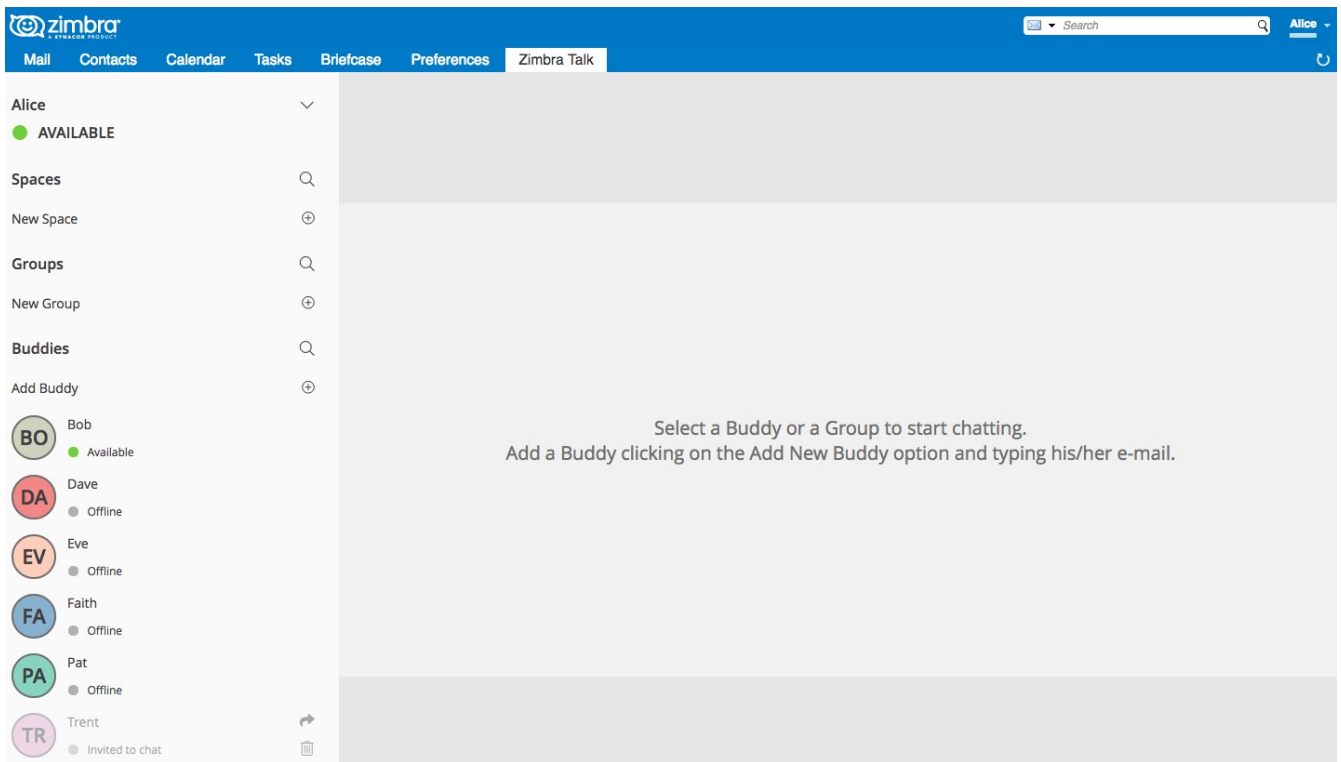 zimbra
A SYNACOR PRODUCT
Search
Alice
Mail Contacts Calendar Tasks Briefcase Preferences Zimbra Talk
Alice
AVAILABLE
Spaces
New Space
Groups
New Group
Buddies
Add Buddy
BO
Bob
Available
DA
Dave
Offline
EV
Eve
Offline
FA
Faith
Offline
PA
Pat
Offline
TR
Trent
Invited to chat
Select a Buddy or a Group to start chatting.
Add a Buddy clicking on the Add New Buddy option and typing his/her e-mail.